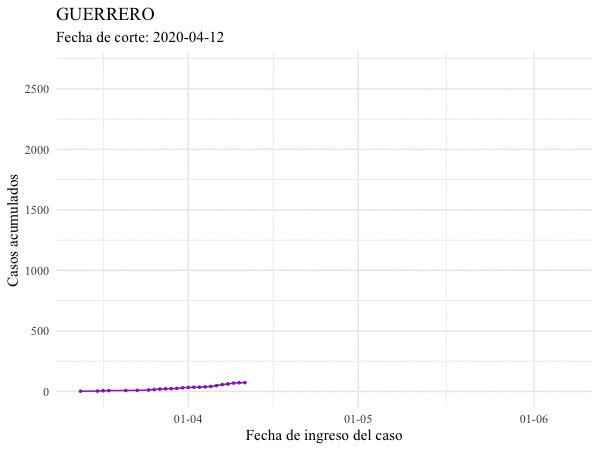 GUERRERO
Fecha de corte: 2020-04-12
Casos acumulados
2500
2000
1500
1000
500
0
01-04
01-05
01-06
Fecha de ingreso del caso